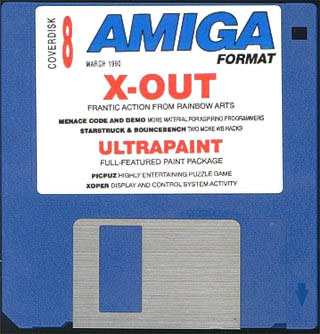 COVERDISK 8
AMIGA
FORMAT
MARCH 1990
X-OUT
FRANTIC ACTION FROM RAINBOW ARTS
MENACE CODE AND DEMO MORE MATERIAL FOR ASPIRING PROGRAMMERS
STARSTRUCK & BOUNCEBENCH TWO MORE WB HACKS
ULTRAPAINT
FULL-FEATURED PAINT PACKAGE
PICPUZ HIGHLY ENTERTAINING PUZZLE GAME
XOPER DISPLAY AND CONTROL SYSTEM ACTIVITY